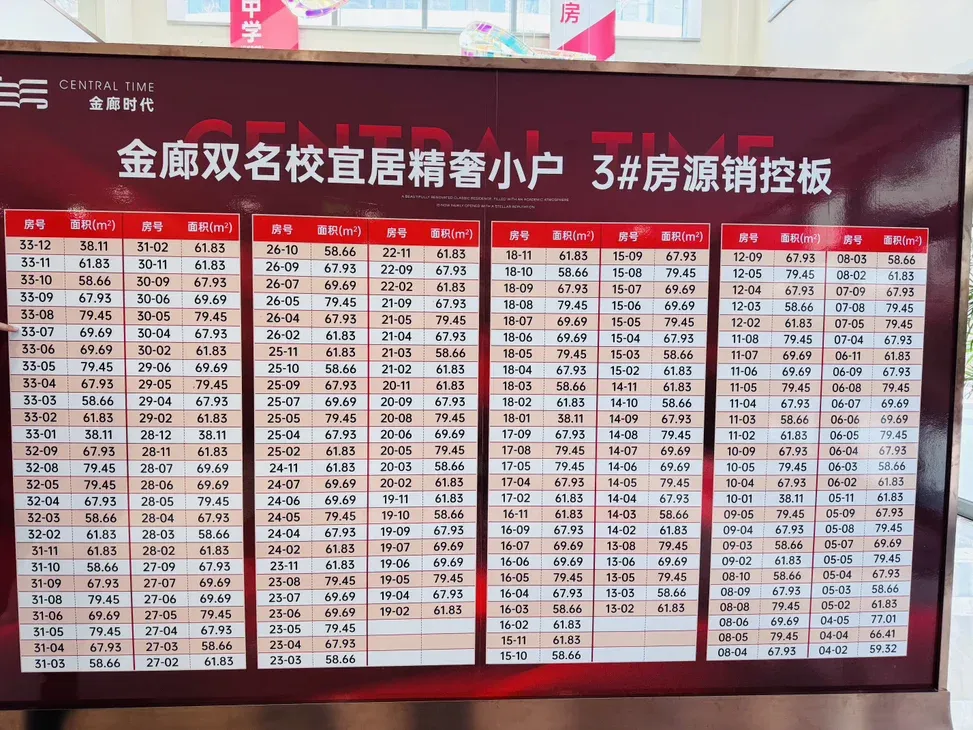 中学
房
CENTRAL TIME
金廊时代
CENTRAL TIME
金廊双名校宜居精奢小户 3#房源销控板
房号 面积(m²) 房号 面积(m²)
33-12 38.11 31-02 61.83
33-11 61.83 30-11 61.83
33-10 58.66 30-09 67.93
33-09 67.93 30-06 69.69
33-08 79.45 30-05 79.45
33-07 69.69 30-04 67.93
33-06 69.69 30-02 61.83
33-05 79.45 29-06 69.69
33-04 67.93 29-05 79.45
33-03 58.66 29-04 67.93
33-02 61.83 29-02 61.83
33-01 38.11 28-12 38.11
32-09 67.93 28-11 61.83
32-08 79.45 28-07 69.69
32-05 79.45 28-06 69.69
32-04 67.93 28-05 79.45
32-03 58.66 28-04 67.93
32-02 61.83 28-03 58.66
31-11 61.83 28-02 61.83
31-10 58.66 27-09 67.93
31-09 67.93 27-07 69.69
31-08 79.45 27-06 69.69
31-06 69.69 27-05 79.45
31-05 79.45 27-04 67.93
31-04 67.93 27-03 58.66
31-03 58.66 27-02 61.83
房号 面积(m²) 房号 面积(m²)
26-10 58.66 22-11 61.83
26-09 67.93 22-09 67.93
26-07 69.69 22-02 61.83
26-05 79.45 21-09 67.93
26-04 67.93 21-05 79.45
26-02 61.83 21-04 67.93
25-11 61.83 21-03 58.66
25-10 58.66 21-02 61.83
25-09 67.93 20-11 61.83
25-07 69.69 20-09 67.93
25-05 79.45 20-08 79.45
25-04 67.93 20-06 69.69
25-02 61.83 20-05 79.45
24-11 61.83 20-03 58.66
24-07 69.69 20-02 61.83
24-06 69.69 19-11 61.83
24-05 79.45 19-10 58.66
24-04 67.93 19-09 67.93
24-02 61.83 19-07 69.69
23-11 61.83 19-06 69.69
23-08 79.45 19-05 79.45
23-07 69.69 19-04 67.93
23-06 69.69 19-02 61.83
23-05 79.45
23-04 67.93
23-03 58.66
房号 面积(m²) 房号 面积(m²)
18-11 61.83 15-09 67.93
18-10 58.66 15-08 79.45
18-09 67.93 15-07 69.69
18-08 79.45 15-06 69.69
18-07 69.69 15-05 79.45
18-06 69.69 15-04 67.93
18-05 79.45 15-03 58.66
18-04 67.93 15-02 61.83
18-03 58.66 14-11 61.83
18-02 61.83 14-10 58.66
18-01 38.11 14-09 67.93
17-09 67.93 14-08 79.45
17-08 79.45 14-07 69.69
17-05 79.45 14-06 69.69
17-04 67.93 14-05 79.45
17-02 61.83 14-04 67.93
16-11 61.83 14-03 58.66
16-09 67.93 14-02 61.83
16-07 69.69 13-08 79.45
16-06 69.69 13-06 69.69
16-05 79.45 13-05 79.45
16-04 67.93 13-03 58.66
16-03 58.66 13-02 61.83
16-02 61.83
15-11 61.83
15-10 58.66
房号 面积(m²) 房号 面积(m²)
12-09 67.93 08-03 58.66
12-05 79.45 08-02 61.83
12-04 67.93 07-09 67.93
12-03 58.66 07-08 79.45
12-02 61.83 07-05 79.45
11-08 79.45 07-04 67.93
11-07 69.69 06-11 61.83
11-06 69.69 06-09 67.93
11-05 79.45 06-08 79.45
11-04 67.93 06-07 69.69
11-03 58.66 06-06 69.69
11-02 61.83 06-05 79.45
10-09 67.93 06-04 67.93
10-05 79.45 06-03 58.66
10-04 67.93 06-02 61.83
10-01 38.11 05-11 61.83
09-05 79.45 05-09 67.93
09-04 67.93 05-08 79.45
09-03 58.66 05-07 69.69
09-02 61.83 05-05 79.45
08-10 58.66 05-04 67.93
08-09 67.93 05-03 58.66
08-08 79.45 05-02 61.83
08-06 69.69 04-05 77.01
08-05 79.45 04-04 66.41
08-04 67.93 04-02 59.32